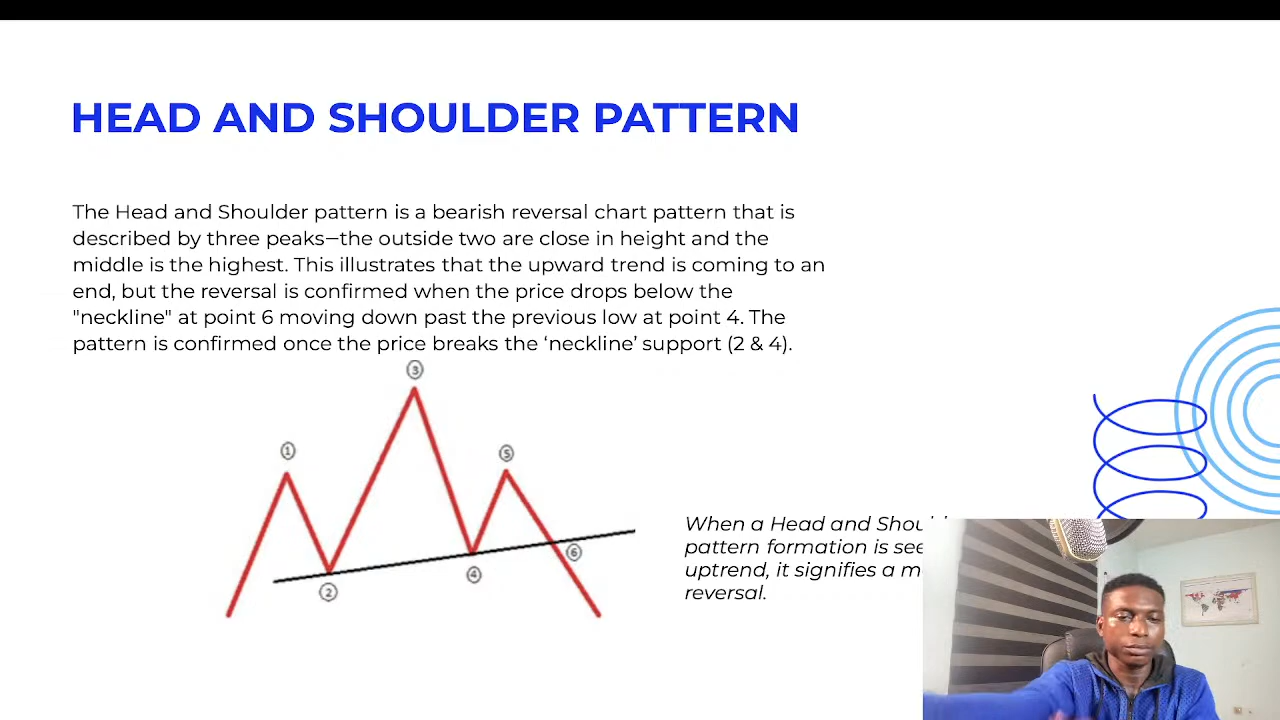 HEAD AND SHOULDER PATTERN
The Head and Shoulder pattern is a bearish reversal chart pattern that is
described by three peaks—the outside two are close in height and the
middle is the highest. This illustrates that the upward trend is coming to an
end, but the reversal is confirmed when the price drops below the
"neckline" at point 6 moving down past the previous low at point 4. The
pattern is confirmed once the price breaks the ‘neckline’ support (2 & 4).
3
1
5
6
4
2
When a Head and
pattern formation is
uptrend, it signifies a
reversal.